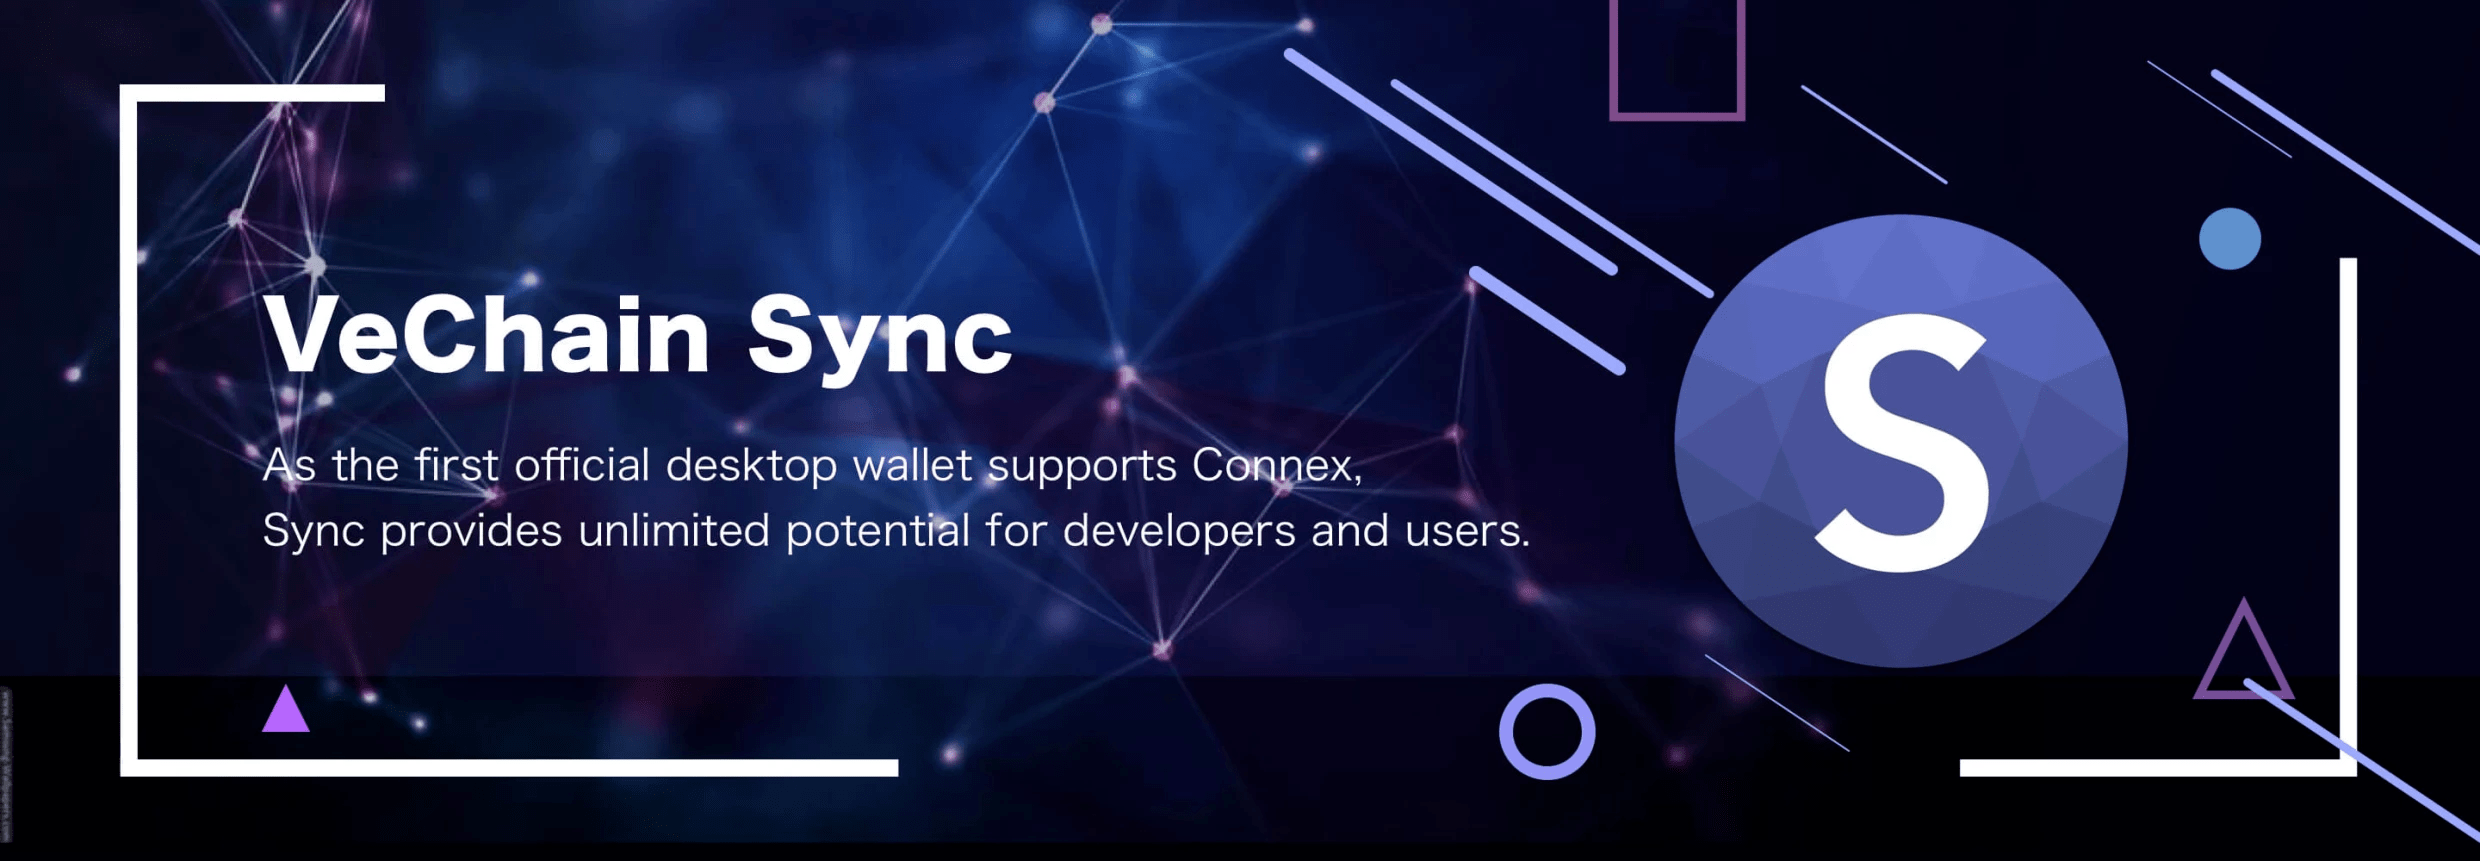 VeChain Sync
As the first official desktop wallet supports Connex,
Sync provides unlimited potential for developers and users.
S